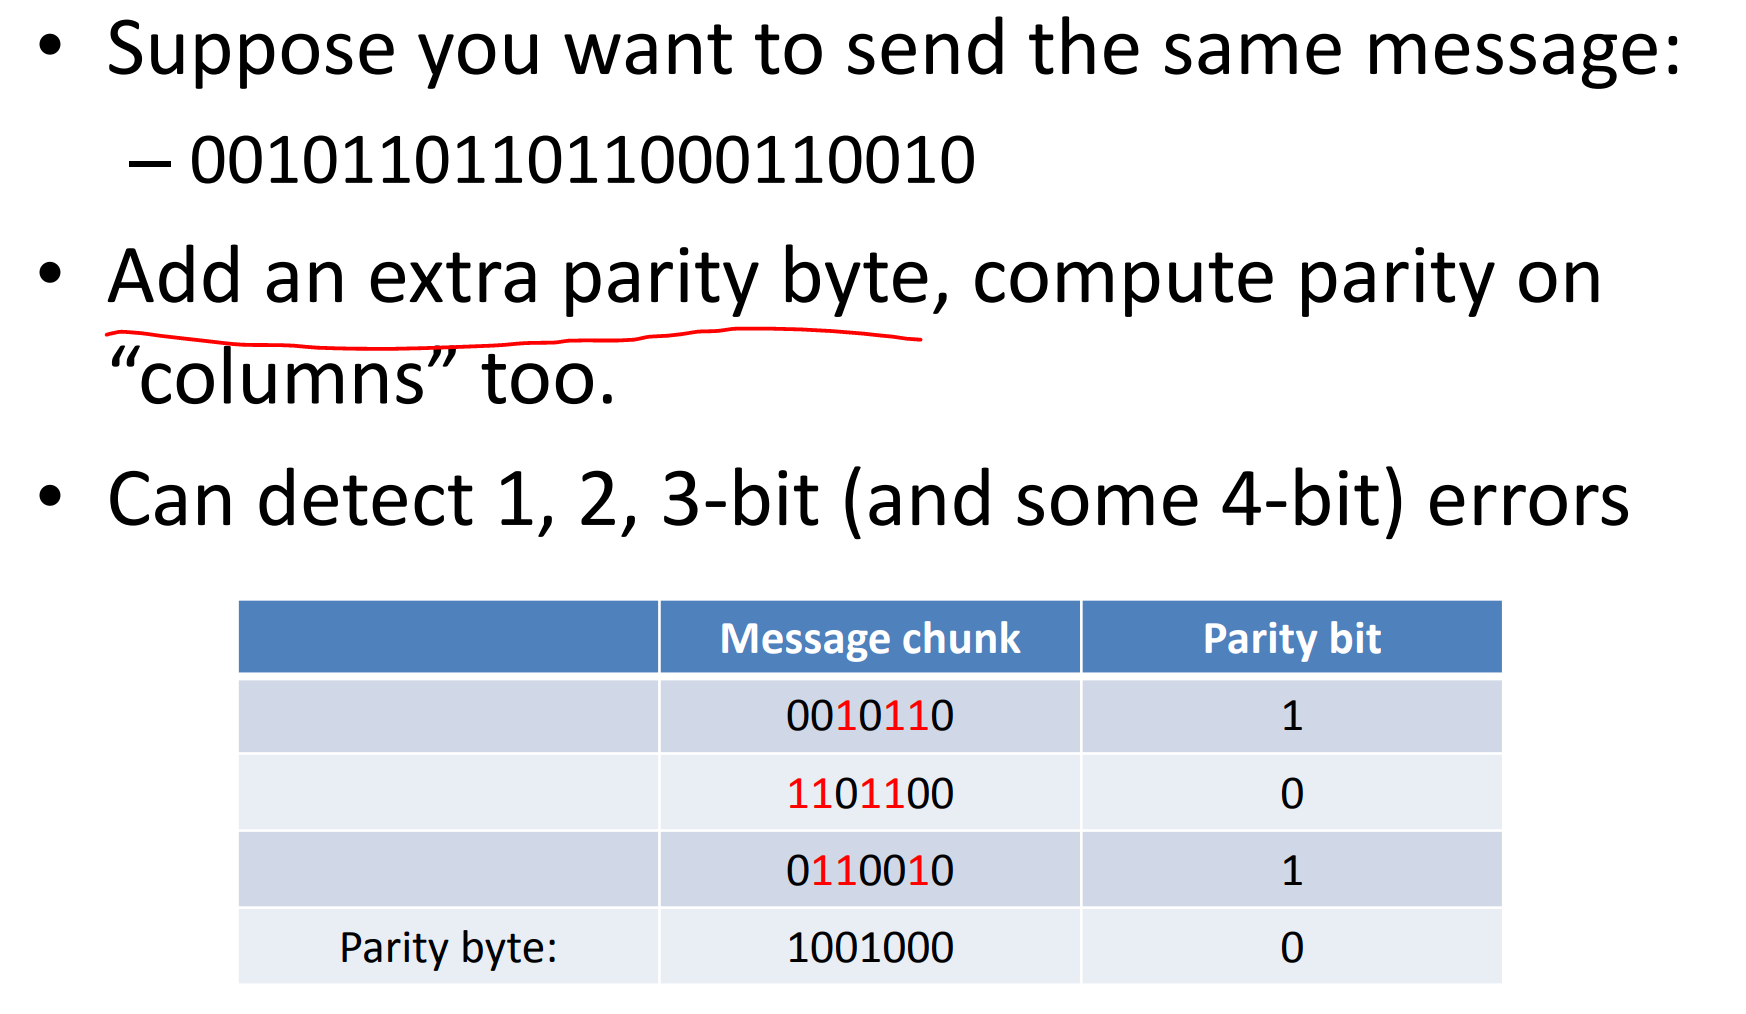 • Suppose you want to send the same message:
– 001011011011000110010
• Add an extra parity byte, compute parity on
“columns” too.
• Can detect 1, 2, 3-bit (and some 4-bit) errors
Message chunk Parity bit
0010110 1
1101100 0
0110010 1
Parity byte: 1001000 0